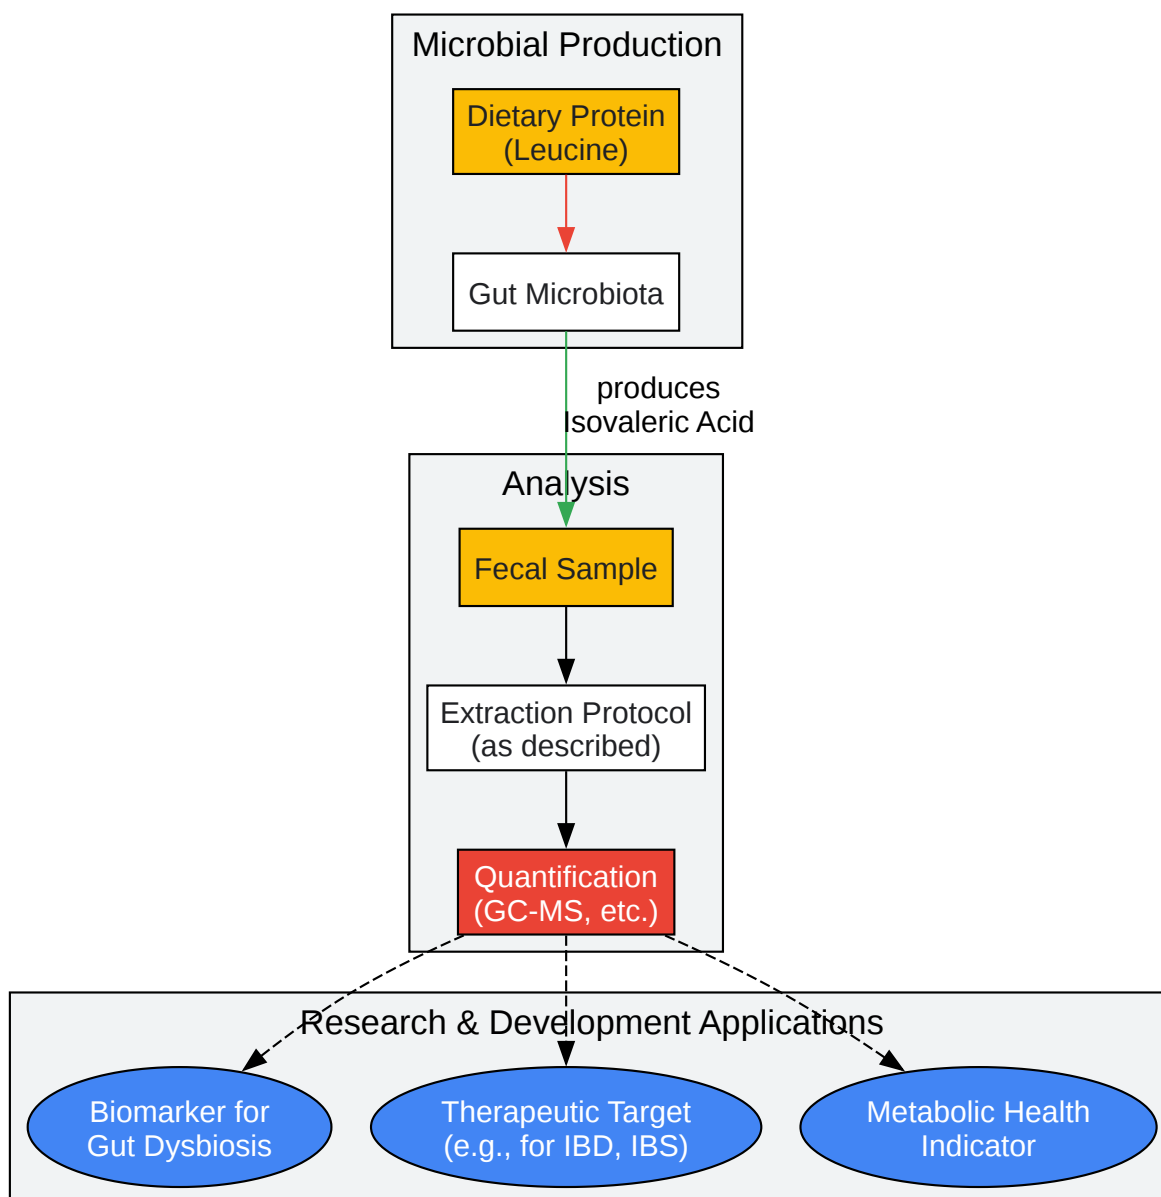 Microbial Production
Dietary Protein
(Leucine)
Gut Microbiota
produces
Isovaleric Acid
Analysis
Fecal Sample
Extraction Protocol
(as described)
Quantification
(GC-MS, etc.)
Research & Development Applications
Biomarker for
Gut Dysbiosis
Therapeutic Target
(e.g., for IBD, IBS)
Metabolic Health
Indicator